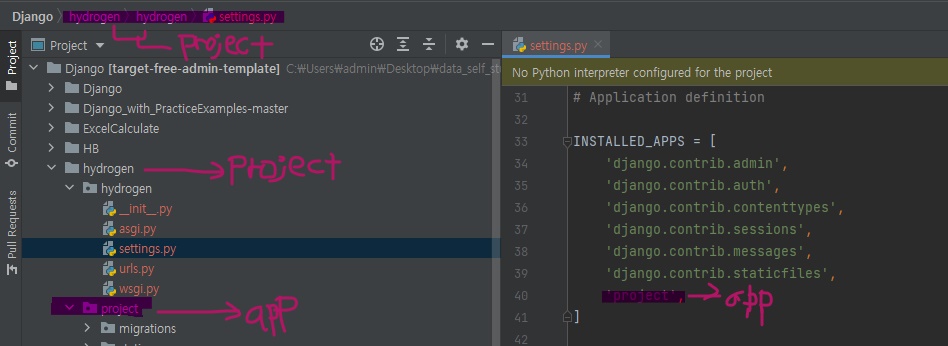 Django hydrogen hydrogen settings.py
project
Project
settings.py
Django [target-free-admin-template] C:₩Users₩admin₩Desktop₩data_self_st
Django
Django_with_PracticeExamples-master
ExcelCalculate
HB
hydrogen
project
hydrogen
__init__.py
asgi.py
settings.py
urls.py
wsgi.py
project
app
migrations
Project
Commit
Pull Requests
No Python interpreter configured for the project
31 # Application definition
32
33 INSTALLED_APPS = [
34 'django.contrib.admin',
35 'django.contrib.auth',
36 'django.contrib.contenttypes',
37 'django.contrib.sessions',
38 'django.contrib.messages',
39 'django.contrib.staticfiles',
40 'project', app
41 ]
42